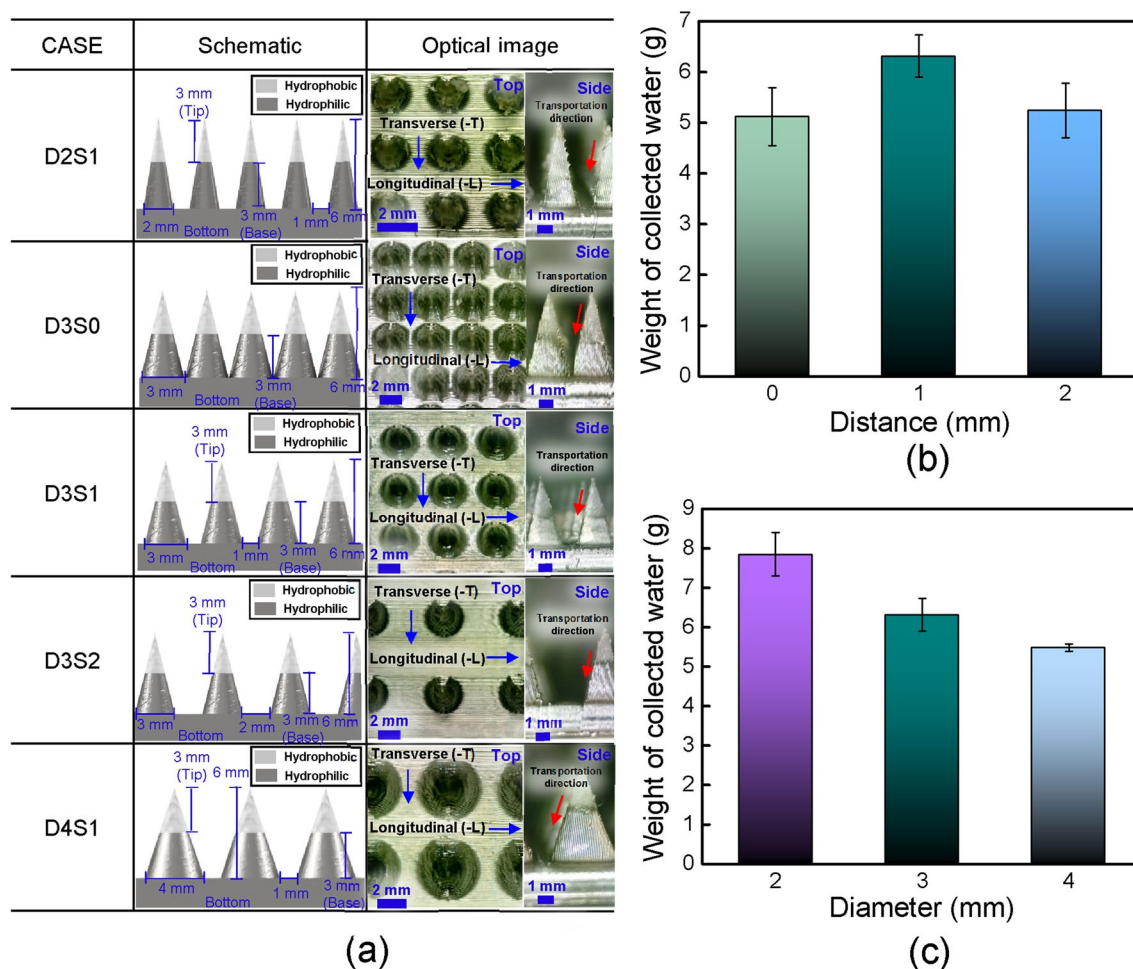 CASE
Schematic
Optical image
D2S1
Hydrophobic
Hydrophilic
3 mm
(Tip)
2 mm
Bottom
3 mm
(Base)
1 mm
6 mm
Top
Transverse (-T)
Longitudinal (-L)
2 mm
Side
Transportation
direction
1 mm
D3S0
Hydrophobic
Hydrophilic
3 mm
Bottom
3 mm
(Base)
6 mm
Top
Transverse (-T)
Longitudinal (-L)
2 mm
Side
Transportation
direction
1 mm
D3S1
Hydrophobic
Hydrophilic
3 mm
(Tip)
3 mm
1 mm
Bottom
3 mm
(Base)
6 mm
Top
Transverse (-T)
Longitudinal (-L)
2 mm
Side
Transportation
direction
1 mm
D3S2
Hydrophobic
Hydrophilic
3 mm
(Tip)
3 mm
Bottom
2 mm
3 mm
(Base)
6 mm
Transverse (-T)
Top
Longitudinal (-L)
2 mm
Side
Transportation
direction
1 mm
D4S1
Hydrophobic
Hydrophilic
3 mm
(Tip)
6 mm
4 mm
Bottom
1 mm
3 mm
(Base)
Transverse (-T)
Top
Longitudinal (-L)
2 mm
Side
Transportation
direction
1 mm
(a)
Weight of collected water (g)
7
6
5
4
3
2
1
0
0
1
2
Distance (mm)
(b)
Weight of collected water (g)
9
8
7
6
5
4
3
2
1
0
2
3
4
Diameter (mm)
(c)